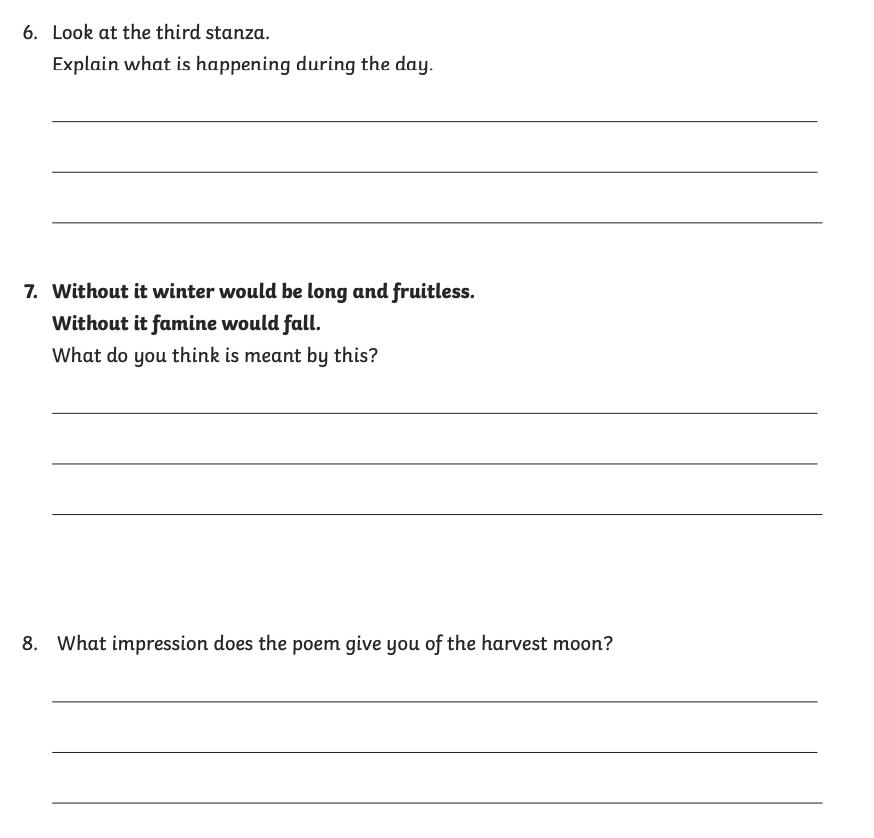 6. Look at the third stanza.
Explain what is happening during the day.
7. Without it winter would be long and fruitless.
Without it famine would fall.
What do you think is meant by this?
8. What impression does the poem give you of the harvest moon?